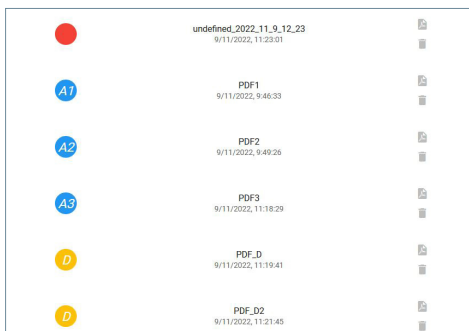 undefined_2022_11_9_12_23
9/11/2022, 11:23:01
A1
PDF1
9/11/2022, 9:46:33
A2
PDF2
9/11/2022, 9:49:26
A3
PDF3
9/11/2022, 11:18:29
D
PDF_D
9/11/2022, 11:19:41
D
PDF_D2
9/11/2022, 11:21:45